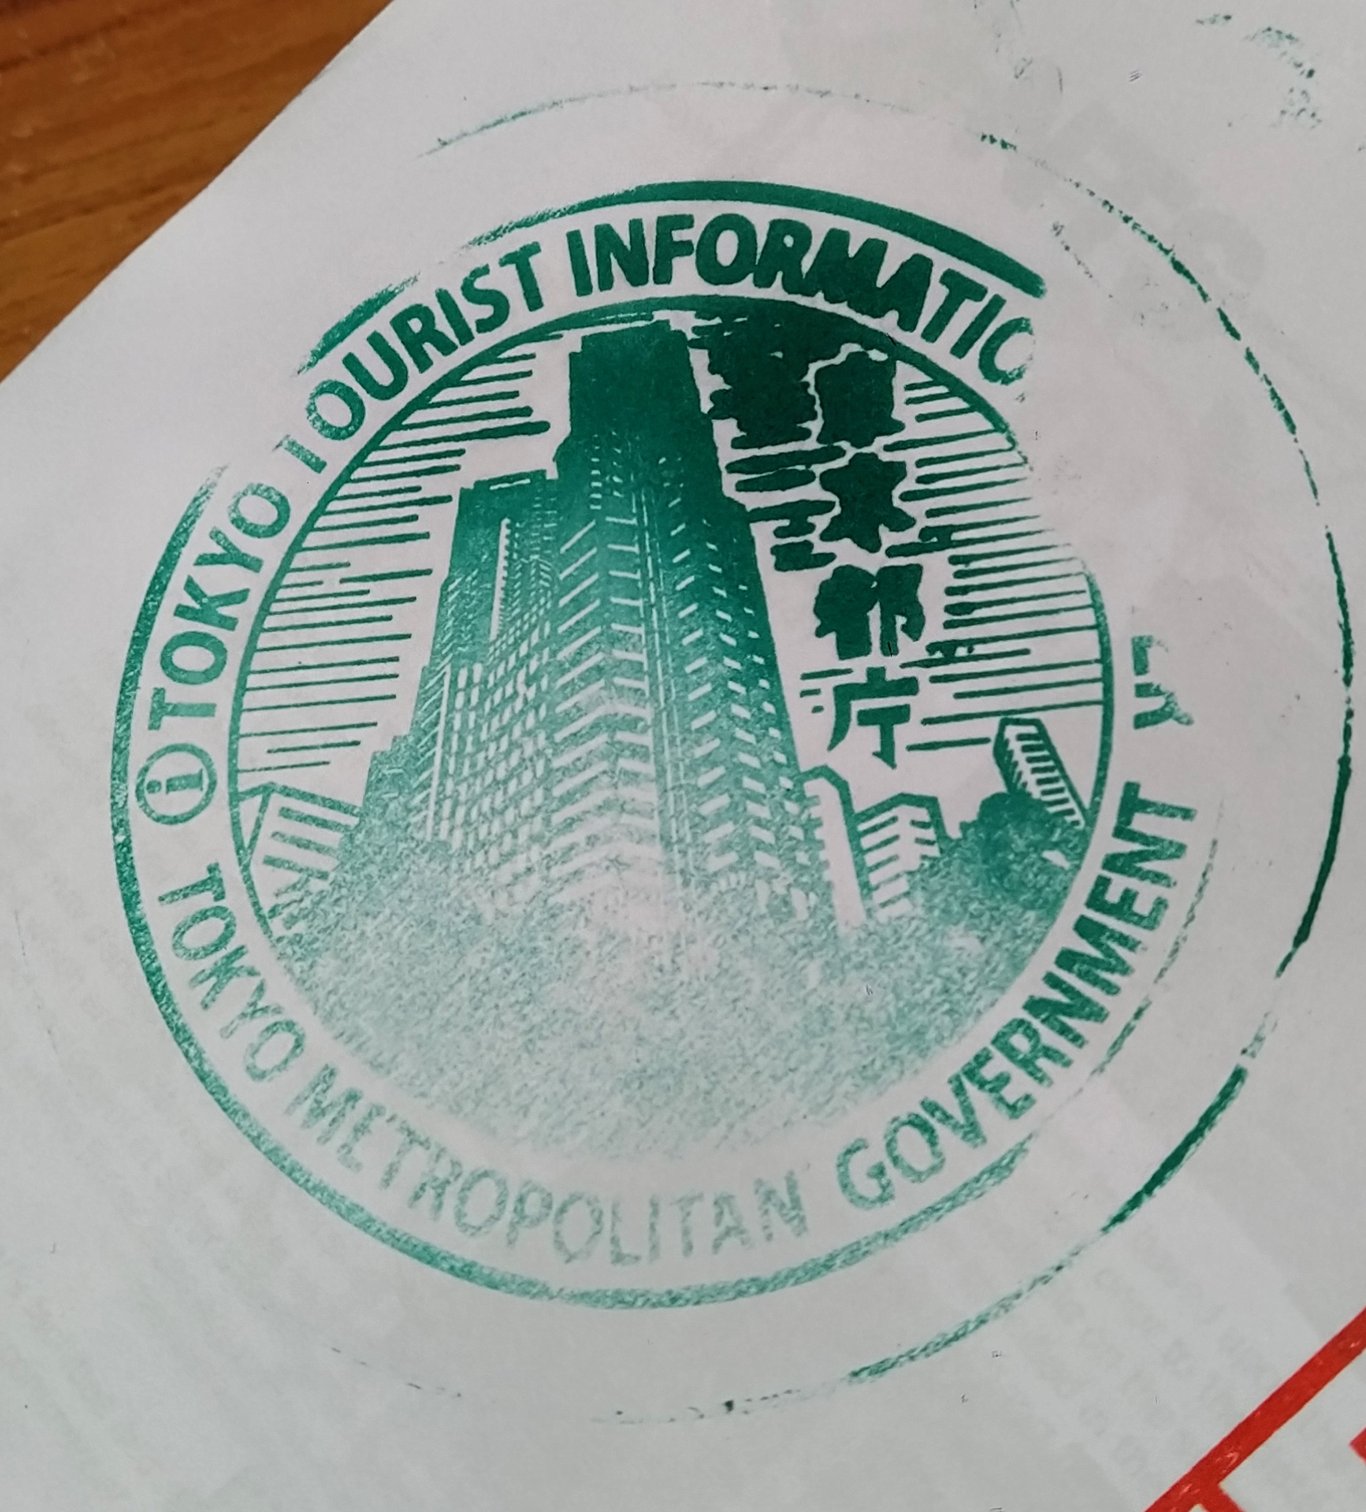 TOKYO TOURIST INFORMATIO
東京都庁
TOKYO METROPOLITAN GOVERNMENT